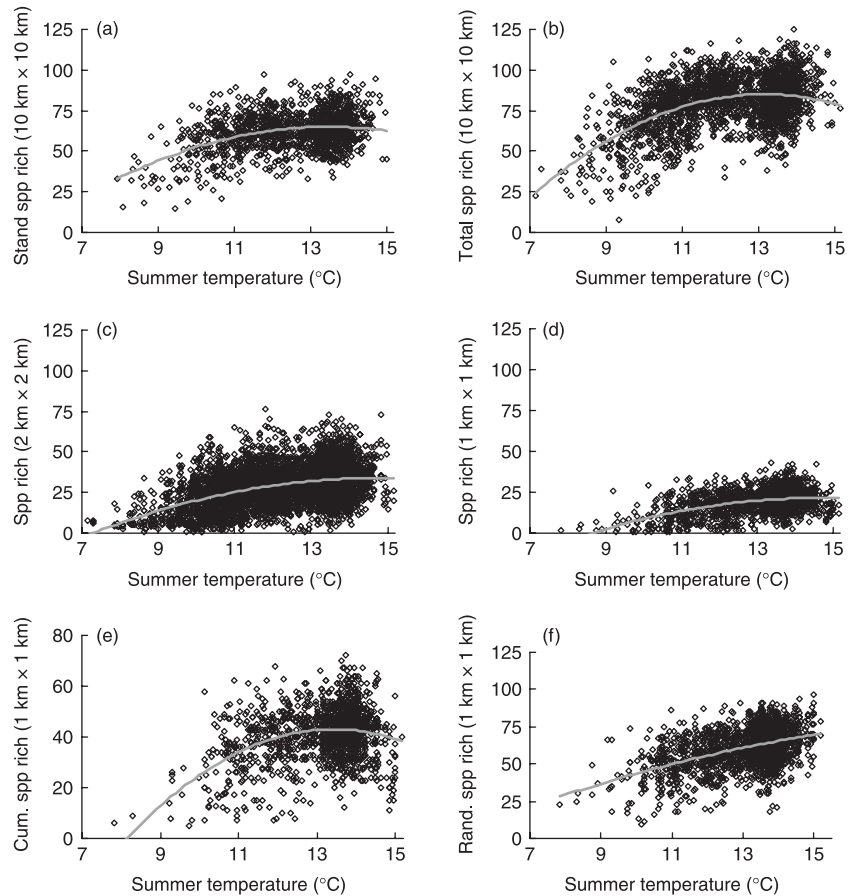 (a)
Stand spp rich (10 km × 10 km)
125
100
75
50
25
0
7 9 11 13 15
Summer temperature (°C)
(b)
Total spp rich (10 km × 10 km)
125
100
75
50
25
0
7 9 11 13 15
Summer temperature (°C)
(c)
Spp rich (2 km × 2 km)
125
100
75
50
25
0
7 9 11 13 15
Summer temperature (°C)
(d)
Spp rich (1 km × 1 km)
125
100
75
50
25
0
7 9 11 13 15
Summer temperature (°C)
(e)
Cum. spp rich (1 km × 1 km)
80
60
40
20
0
7 9 11 13 15
Summer temperature (°C)
(f)
Rand. spp rich (1 km × 1 km)
125
100
75
50
25
0
7 9 11 13 15
Summer temperature (°C)